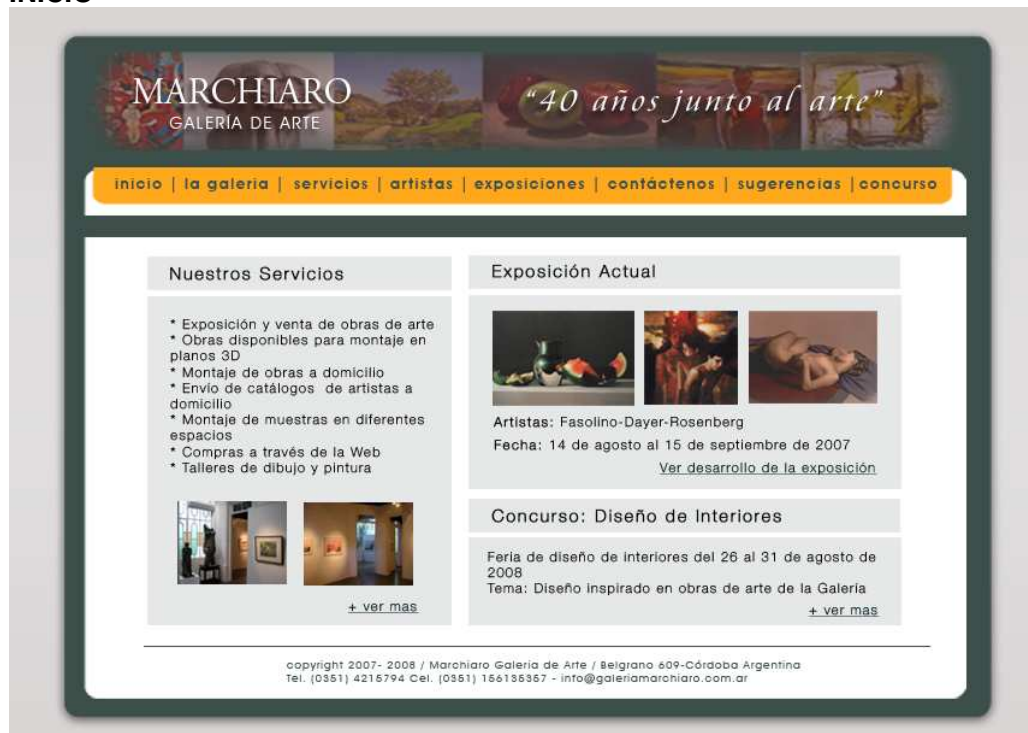 INICIO
MARCHIARO
GALERÍA DE ARTE
"40 años junto al arte"
inicio | la galeria | servicios | artistas | exposiciones | contáctenos | sugerencias | concurso
Nuestros Servicios
* Exposición y venta de obras de arte
* Obras disponibles para montaje en
planos 3D
* Montaje de obras a domicilio
* Envío de catálogos de artistas a
domicilio
* Montaje de muestras en diferentes
espacios
* Compras a través de la Web
* Talleres de dibujo y pintura
+ ver mas
Exposición Actual
Artistas: Fasolino-Dayer-Rosenberg
Fecha: 14 de agosto al 15 de septiembre de 2007
Ver desarrollo de la exposición
Concurso: Diseño de Interiores
Feria de diseño de interiores del 26 al 31 de agosto de
2008
Tema: Diseño inspirado en obras de arte de la Galería
+ ver mas
copyright 2007- 2008 / Marchiaro Galeria de Arte / Belgrano 609-Córdoba Argentina
Tel. (0351) 4215794 Cel. (0351) 156135357 - info@galeriamarchiaro.com.ar